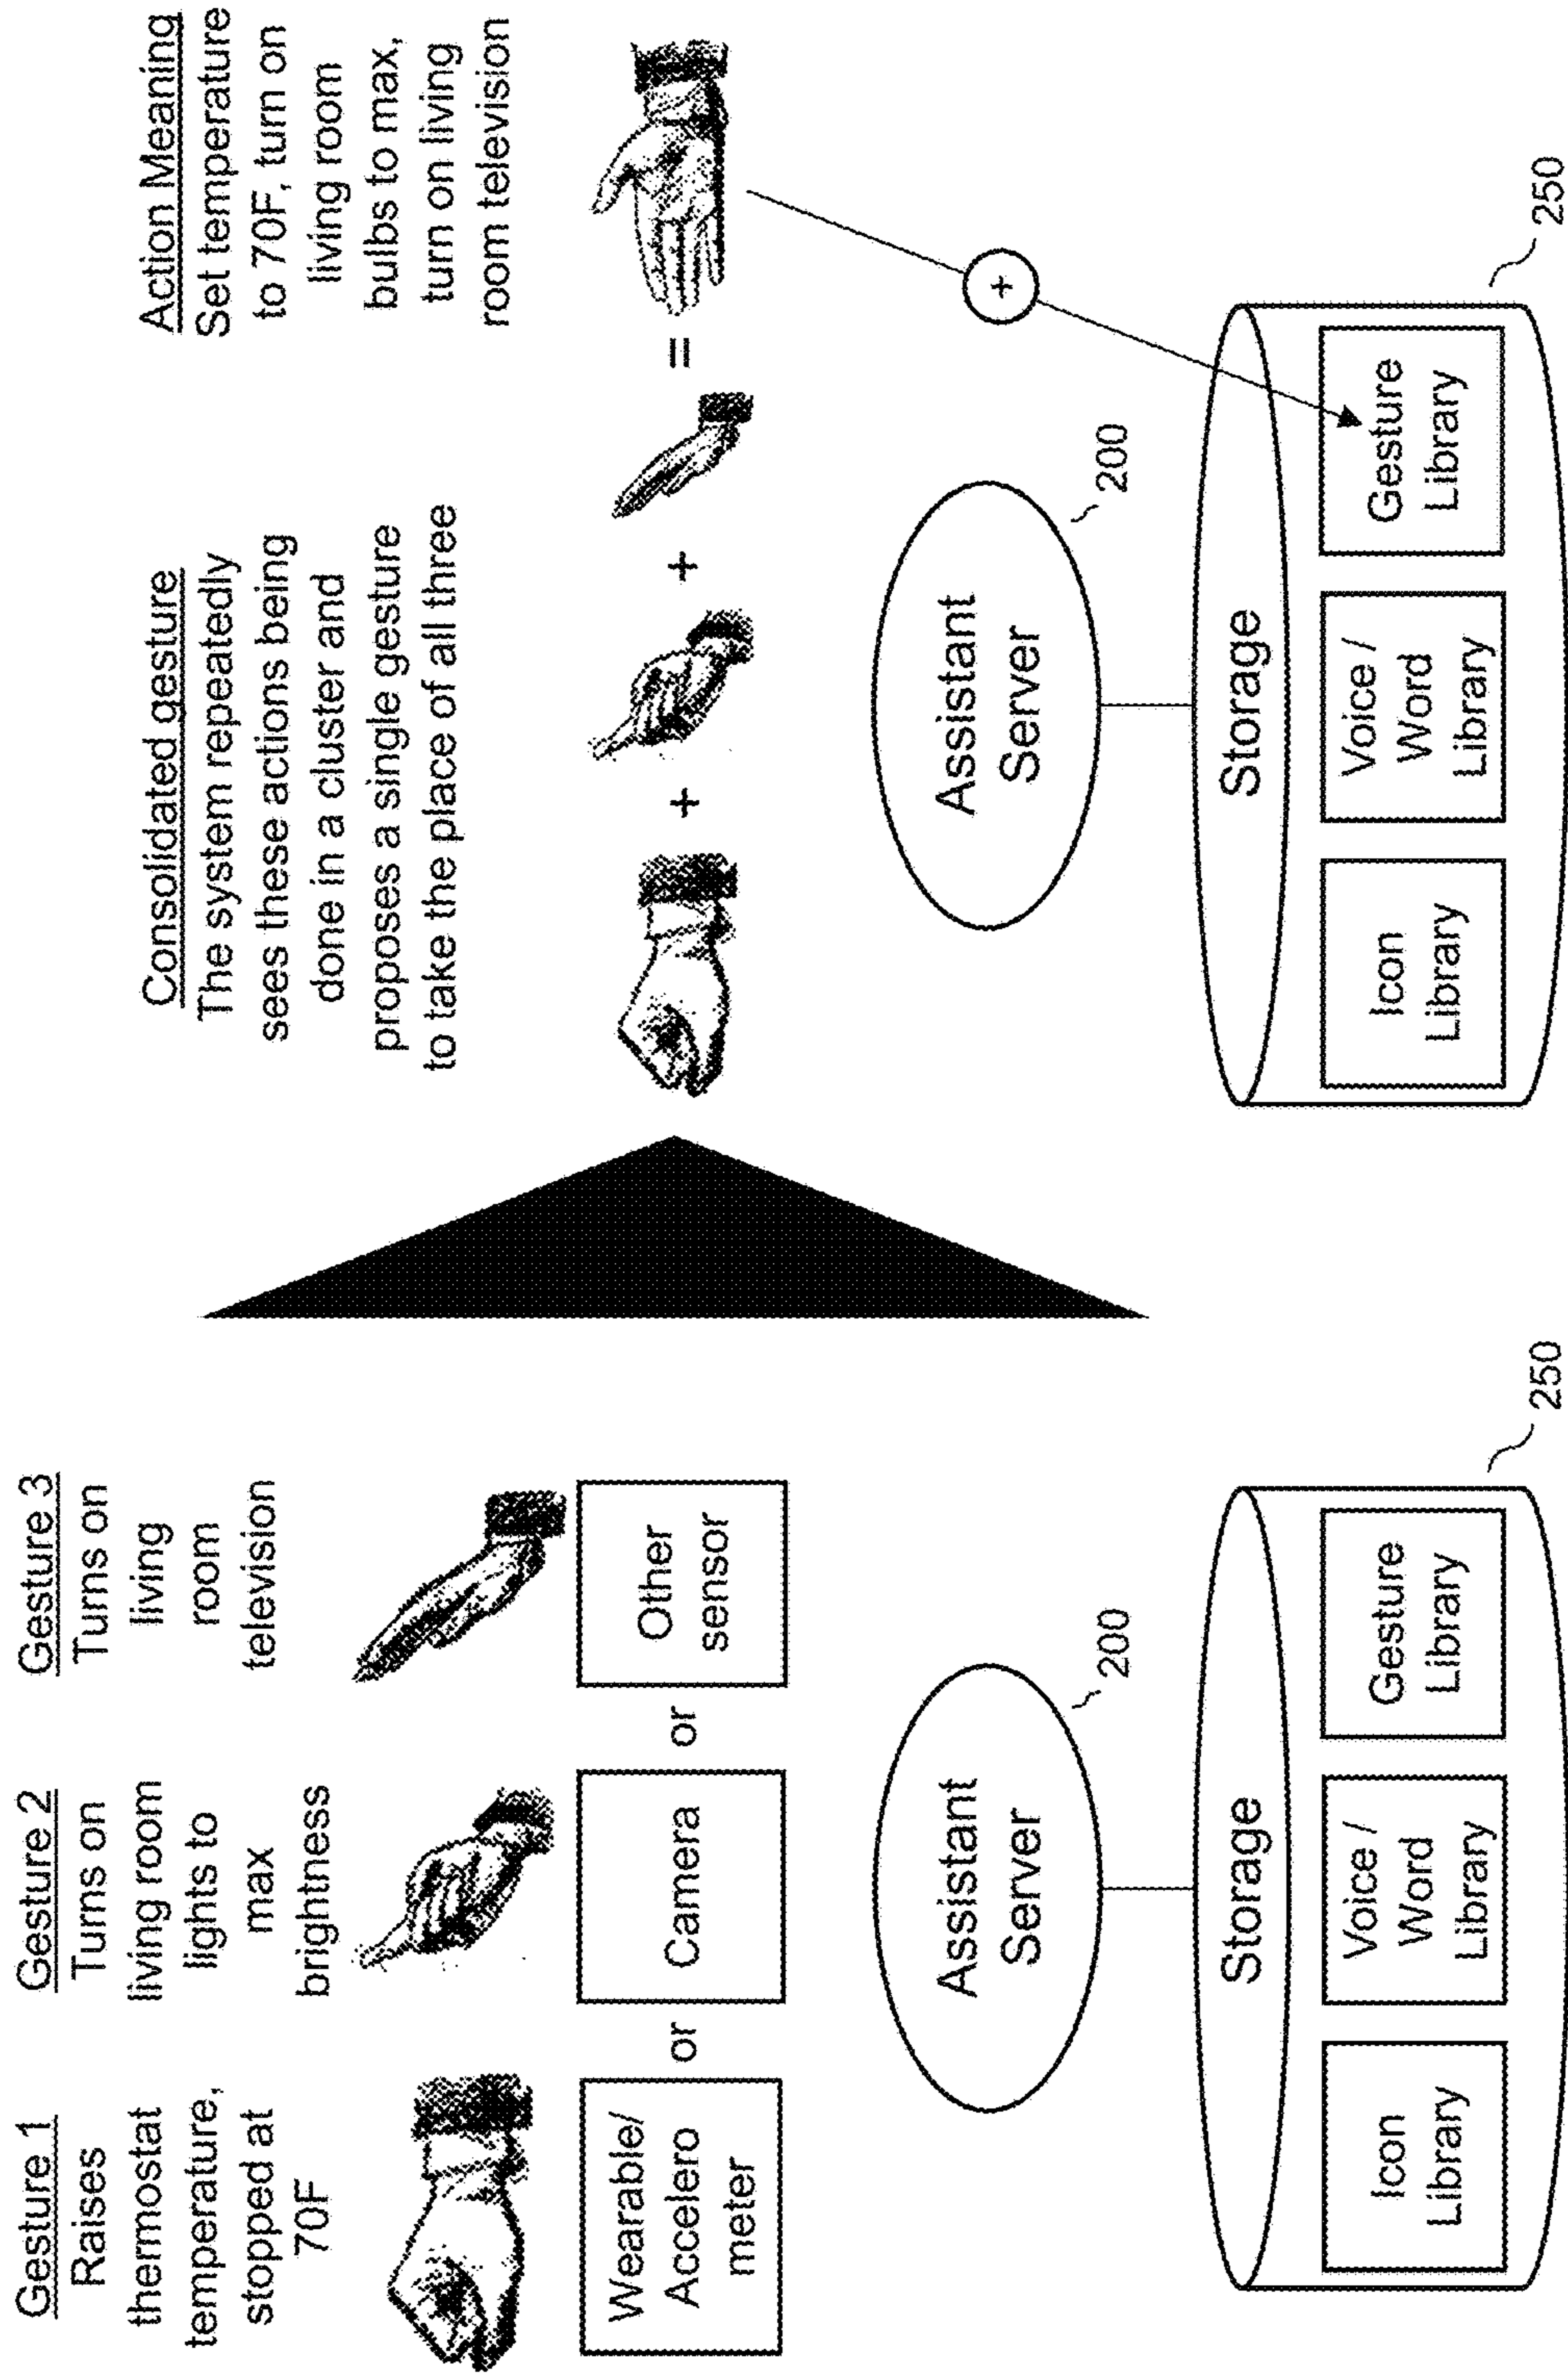 Gesture 1
Raises
thermostat
temperature,
stopped at
70F
Gesture 2
Turns on
living room
lights to
max
brightness
Gesture 3
Turns on
living
room
television
Wearable/
Accelero
meter
or
Camera
or
Other
sensor
Assistant
Server
200
Storage
Icon
Library
Voice /
Word
Library
Gesture
Library
250
Consolidated gesture
The system repeatedly
sees these actions being
done in a cluster and
proposes a single gesture
to take the place of all three
Action Meaning
Set temperature
to 70F, turn on
living room
bulbs to max,
turn on living
room television
+
+
=
+
Assistant
Server
200
Storage
Icon
Library
Voice /
Word
Library
Gesture
Library
250